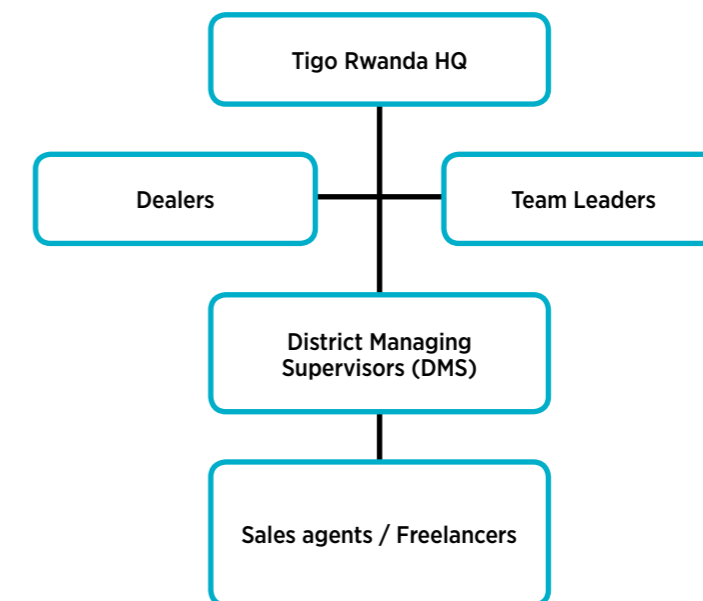 Tigo Rwanda HQ
Dealers
Team Leaders
District Managing
Supervisors (DMS)
Sales agents / Freelancers